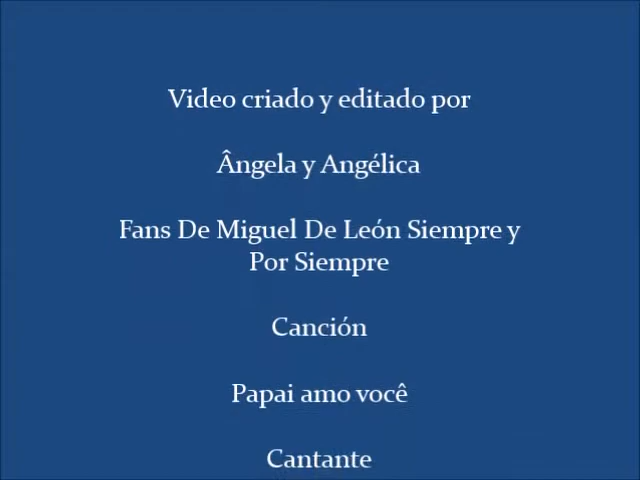 Video criado y editado por
Ângela y Angélica
Fans De Miguel De León Siempre y
Por Siempre
Canción
Papai amo você
Cantante